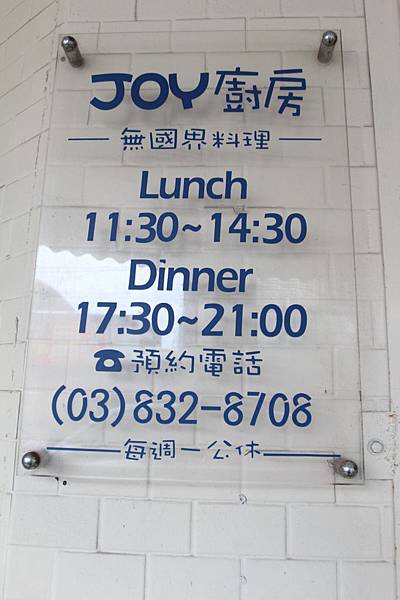 JOY廚房
無國界料理
Lunch
11:30~14:30
Dinner
17:30~21:00
☎預約電話
(03)832-8708
每週一公休